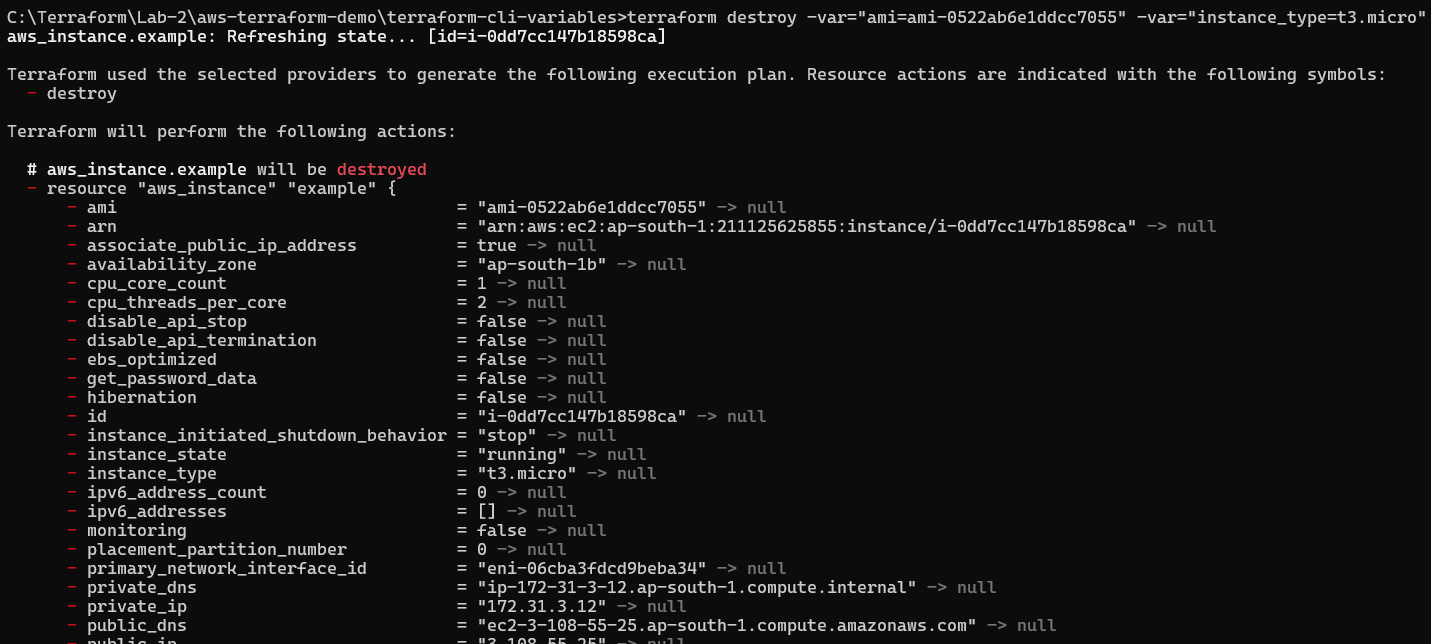 C:\Terraform\Lab-2\aws-terraform-demo\terraform-cli-variables>terraform destroy -var="ami=ami-0522ab6e1ddcc7055" -var="instance_type=t3.micro"
aws_instance.example: Refreshing state... [id=i-0dd7cc147b18598ca]
Terraform used the selected providers to generate the following execution plan. Resource actions are indicated with the following symbols:
- destroy
Terraform will perform the following actions:
# aws_instance.example will be destroyed
- resource "aws_instance" "example" {
- ami = "ami-0522ab6e1ddcc7055" -> null
- arn = "arn:aws:ec2:ap-south-1:211125625855:instance/i-0dd7cc147b18598ca" -> null
- associate_public_ip_address = true -> null
- availability_zone = "ap-south-1b" -> null
- cpu_core_count = 1 -> null
- cpu_threads_per_core = 2 -> null
- disable_api_stop = false -> null
- disable_api_termination = false -> null
- ebs_optimized = false -> null
- get_password_data = false -> null
- hibernation = false -> null
- id = "i-0dd7cc147b18598ca" -> null
- instance_initiated_shutdown_behavior = "stop" -> null
- instance_state = "running" -> null
- instance_type = "t3.micro" -> null
- ipv6_address_count = 0 -> null
- ipv6_addresses = [] -> null
- monitoring = false -> null
- placement_partition_number = 0 -> null
- primary_network_interface_id = "eni-06cba3fdcd9beba34" -> null
- private_dns = "ip-172-31-3-12.ap-south-1.compute.internal" -> null
- private_ip = "172.31.3.12" -> null
- public_dns = "ec2-3-108-55-25.ap-south-1.compute.amazonaws.com" -> null
- public_ip = "3.108.55.25" -> null